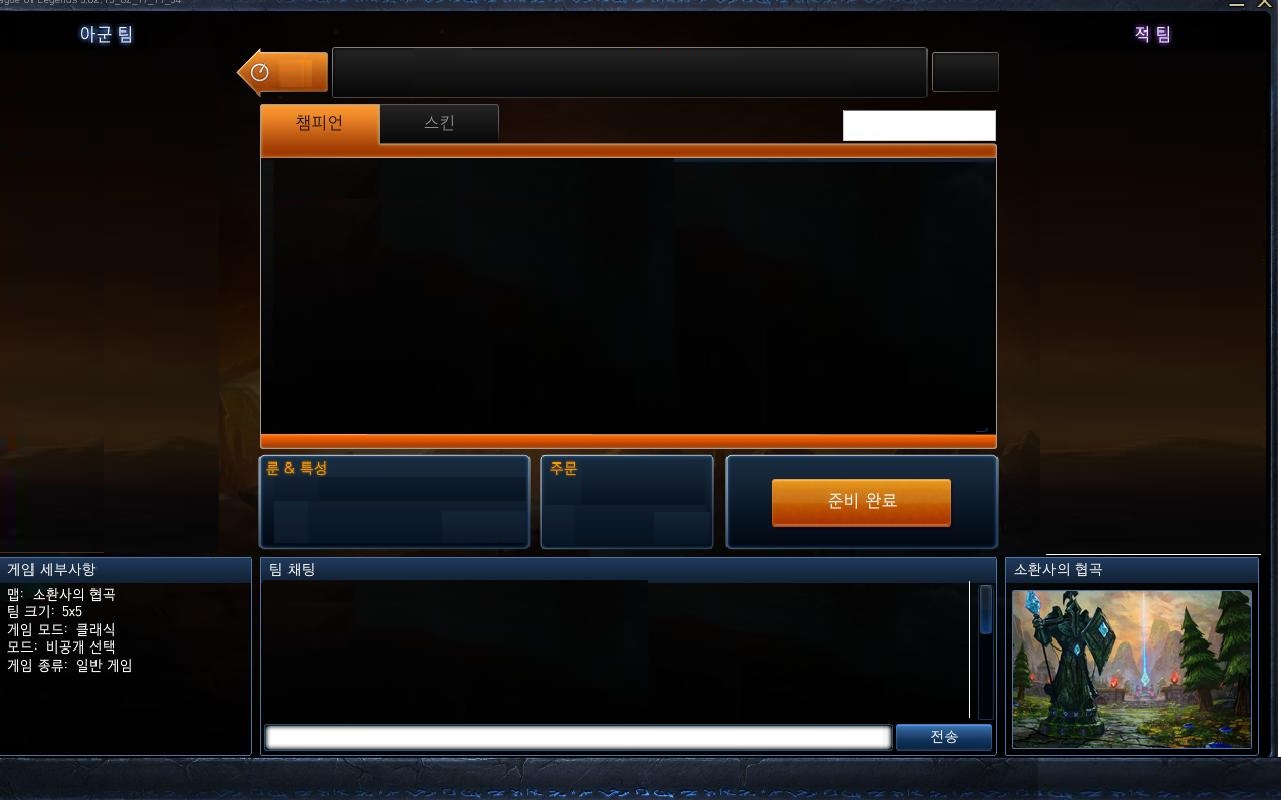 아군 팀
적 팀
챔피언
스킨
룬 & 특성
주문
준비 완료
게임 세부사항
맵: 소환사의 협곡
팀 크기: 5x5
게임 모드: 클래식
모드: 비공개 선택
게임 종류: 일반 게임
팀 채팅
전송
소환사의 협곡